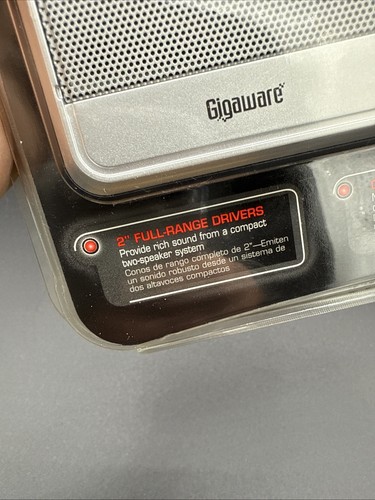 Gigaware
2" FULL-RANGE DRIVERS
Provide rich sound from a compact
two-speaker system
Conos de rango completo de 2"—Emiten
un sonido robusto desde un sistema de
dos altavoces compactos